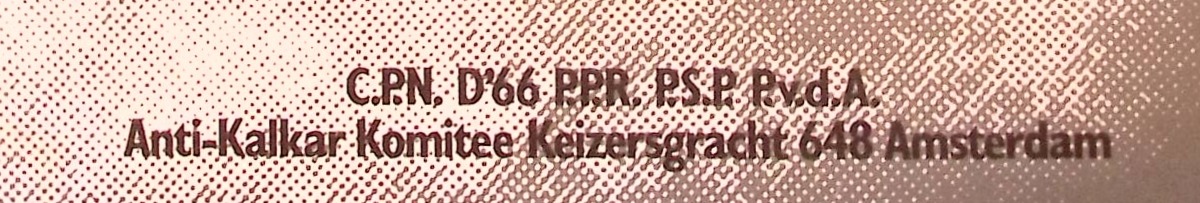 C.P.N. D'66 P.P.R. P.S.P. P.v.d.A.
Anti-Kalkar Komitee Keizersgracht 648 Amsterdam